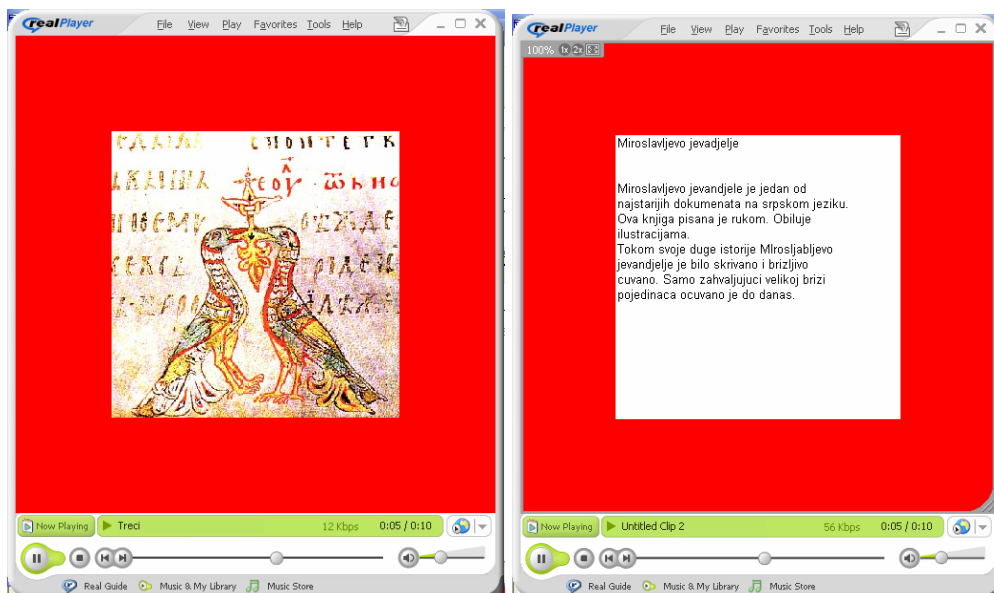 realPlayer
File View Play Favorites Tools Help
Now Playing Treci 12 Kbps 0:05 / 0:10
Real Guide Music & My Library Music Store
realPlayer
File View Play Favorites Tools Help
100% 1x 2x
Miroslavljevo jevadjelje
Miroslavljevo jevandjele je jedan od
najstarijih dokumenata na srpskom jeziku.
Ova knjiga pisana je rukom. Obiluje
ilustracijama.
Tokom svoje duge istorije MIrosljabljevo
jevandjelje je bilo skrivano i brizljivo
cuvano. Samo zahvaljujuci velikoj brizi
pojedinaca ocuvano je do danas.
Now Playing Untitled Clip 2 56 Kbps 0:05 / 0:10
Real Guide Music & My Library Music Store